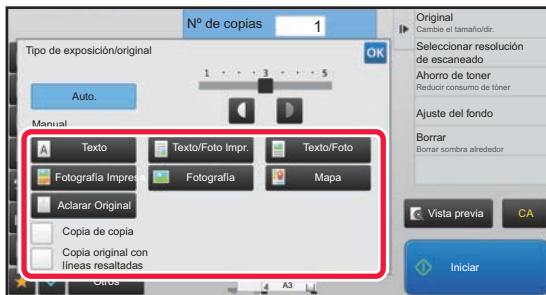 Nº de copias 1
Tipo de exposición/original
OK
1 3 5
Auto.
Manual
A Texto
Texto/Foto Impr.
Texto/Foto
Fotografía Impresa
Fotografía
Mapa
Aclarar Original
Copia de copia
Copia original con
líneas resaltadas
Otros
4 A3
Original
Cambie el tamaño/dir.
Seleccionar resolución
de escaneado
Ahorro de toner
Reducir consumo de tóner
Ajuste del fondo
Borrar
Borrar sombra alrededor
Vista previa
CA
Iniciar